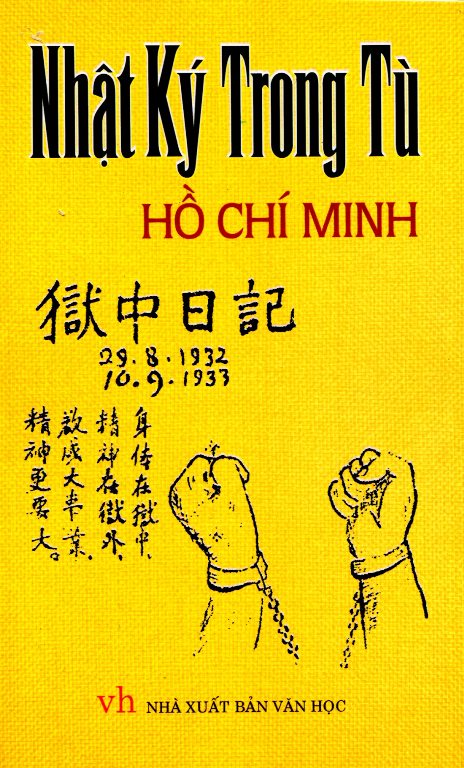 Nhật Ký Trong Tù
HỒ CHÍ MINH
獄中日記
29.8.1932
10.9.1933
身体在獄中,
精神在獄外,
欲成大事業,
精神更要大。
vh NHÀ XUẤT BẢN VĂN HỌC